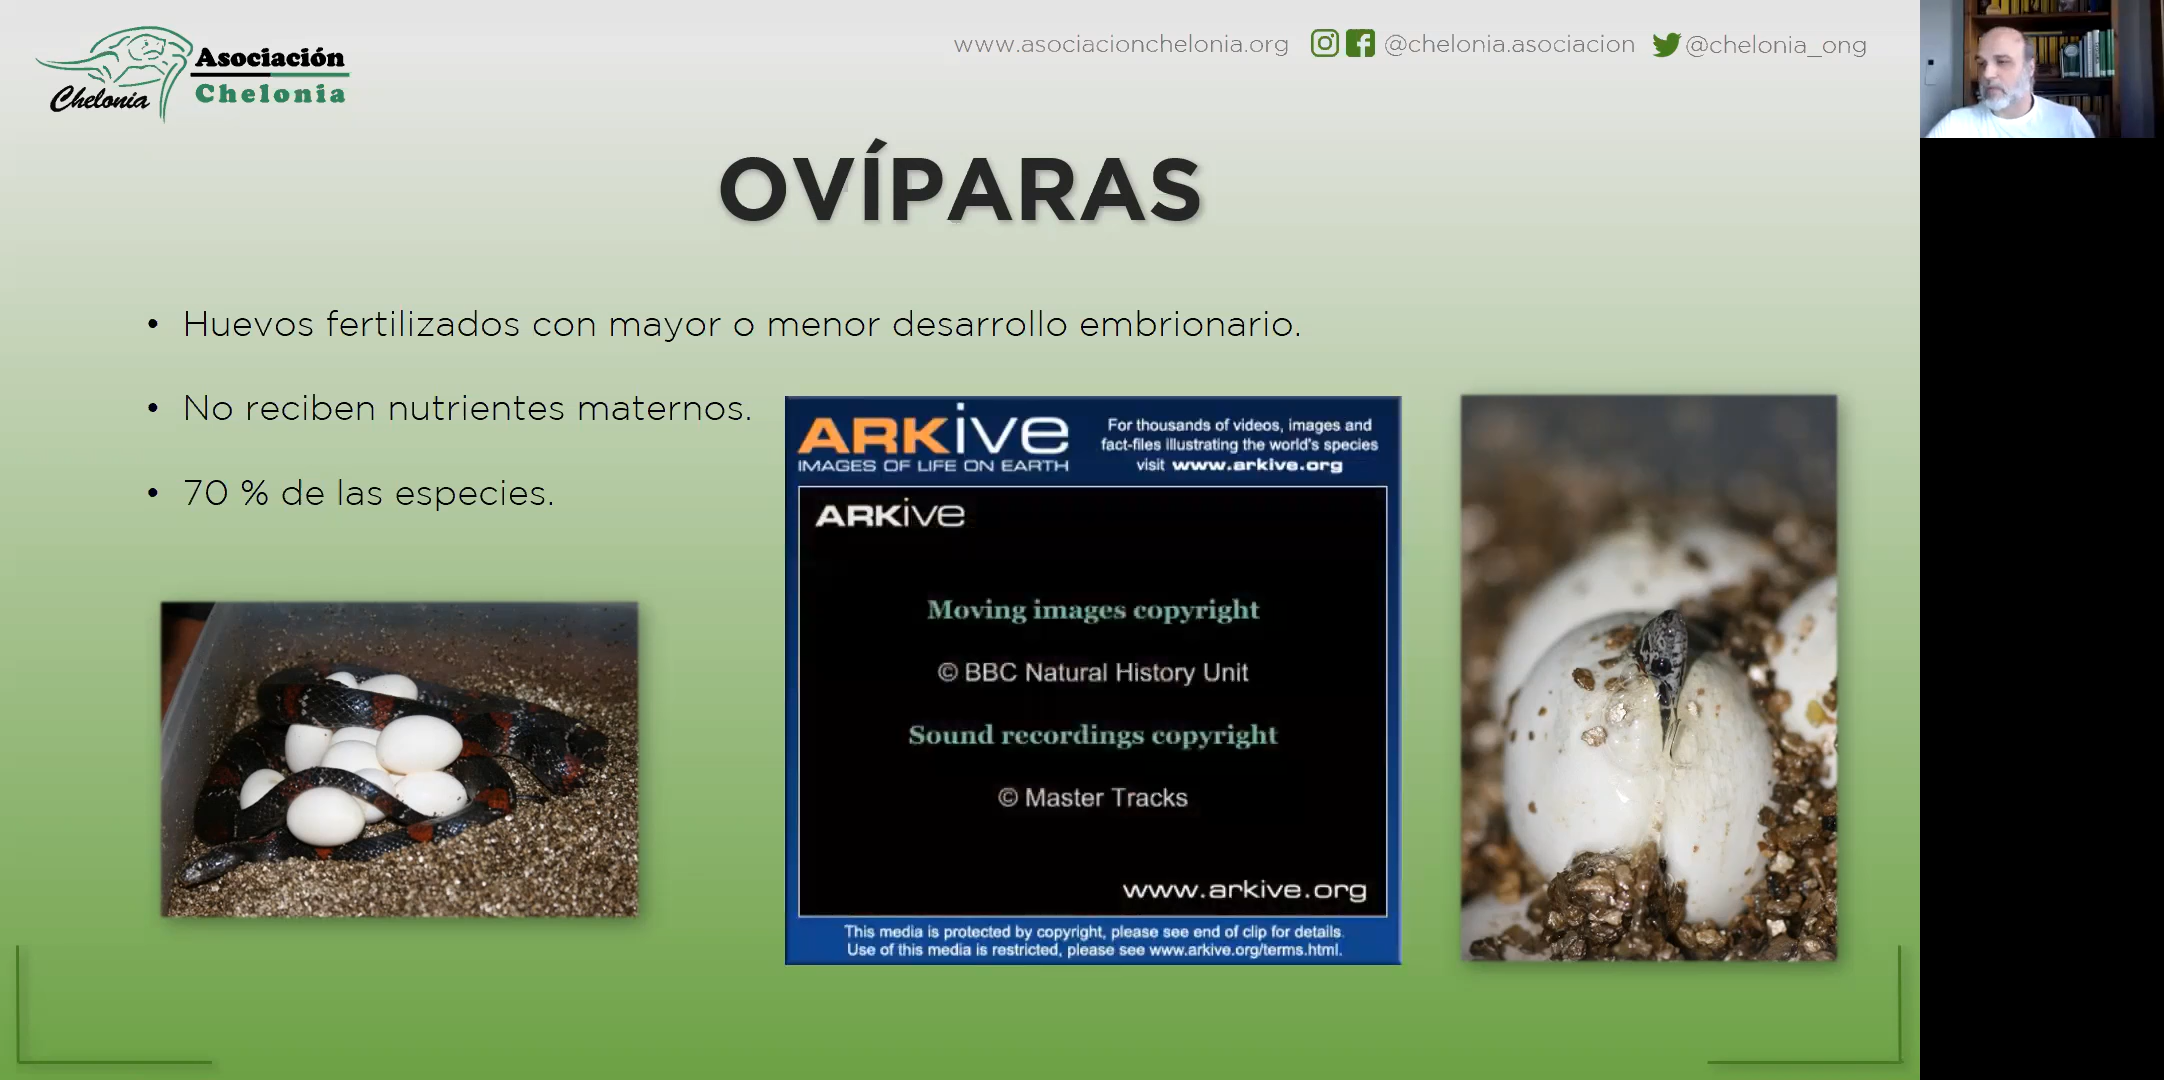 Asociación
Chelonia
Chelonia
www.asociacionchelonia.org @chelonia.asociacion @chelonia_ong
OVÍPARAS
• Huevos fertilizados con mayor o menor desarrollo embrionario.
• No reciben nutrientes maternos.
• 70 % de las especies.
ARKive
IMAGES OF LIFE ON EARTH
For thousands of videos, images and
fact-files illustrating the world's species
visit www.arkive.org
ARKive
Moving images copyright
© BBC Natural History Unit
Sound recordings copyright
© Master Tracks
www.arkive.org
This media is protected by copyright, please see end of clip for details.
Use of this media is restricted, please see www.arkive.org/terms.html.